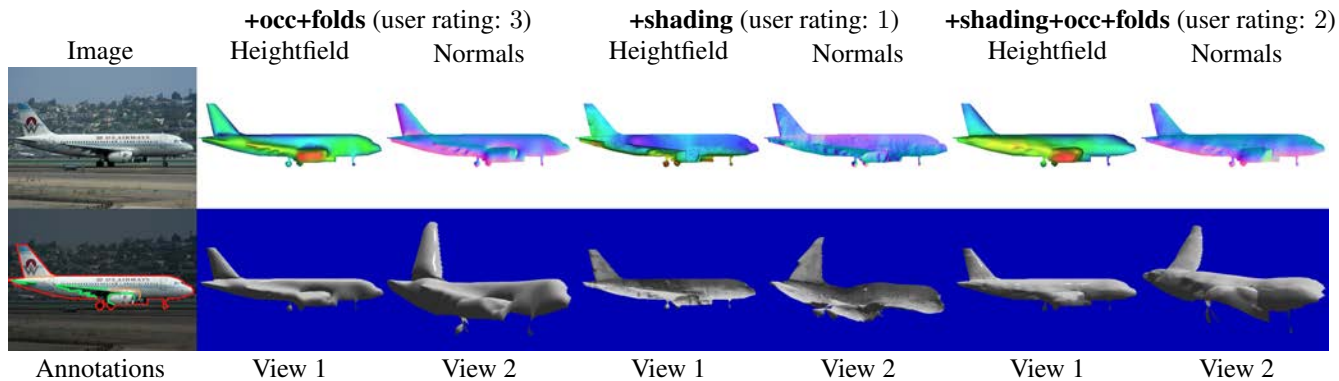 +occ+folds (user rating: 3) +shading (user rating: 1) +shading+occ+folds (user rating: 2)
Image Heightfield Normals Heightfield Normals Heightfield Normals
Annotations View 1 View 2 View 1 View 2 View 1 View 2